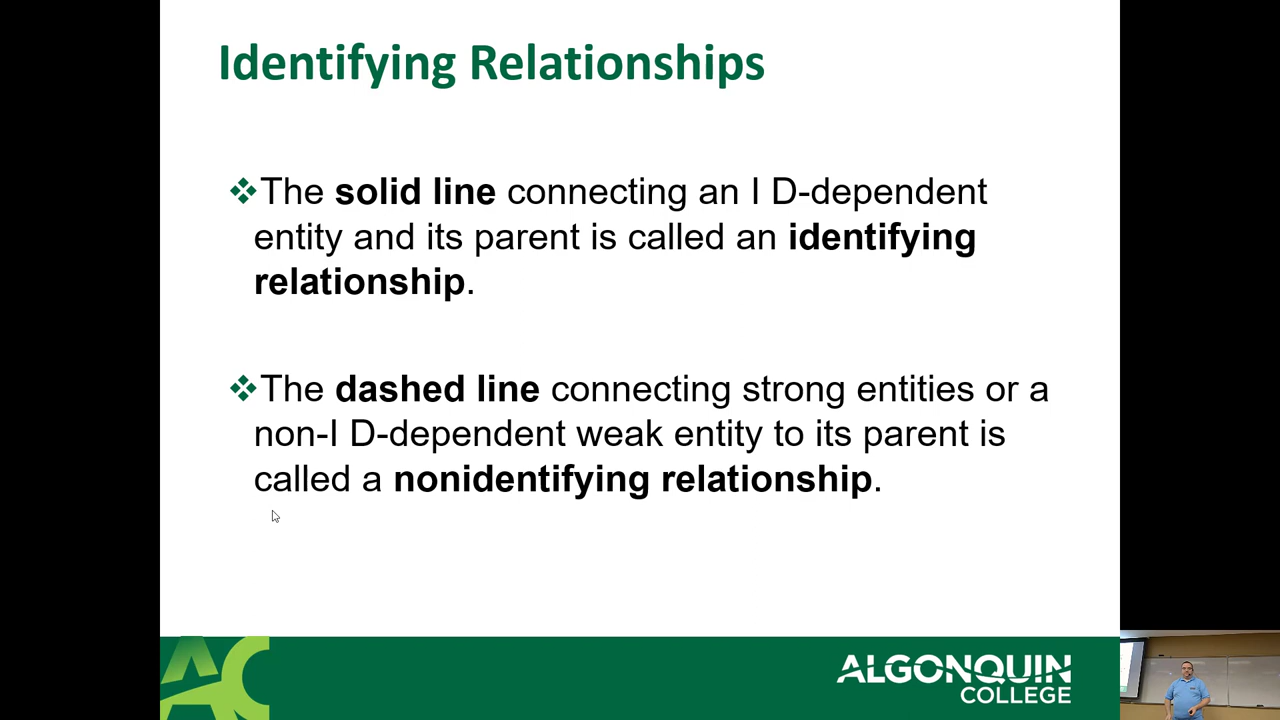 Identifying Relationships
❖The solid line connecting an I D-dependent
entity and its parent is called an identifying
relationship.
❖The dashed line connecting strong entities or a
non-I D-dependent weak entity to its parent is
called a nonidentifying relationship.
AC
ALGONQUIN
COLLEGE